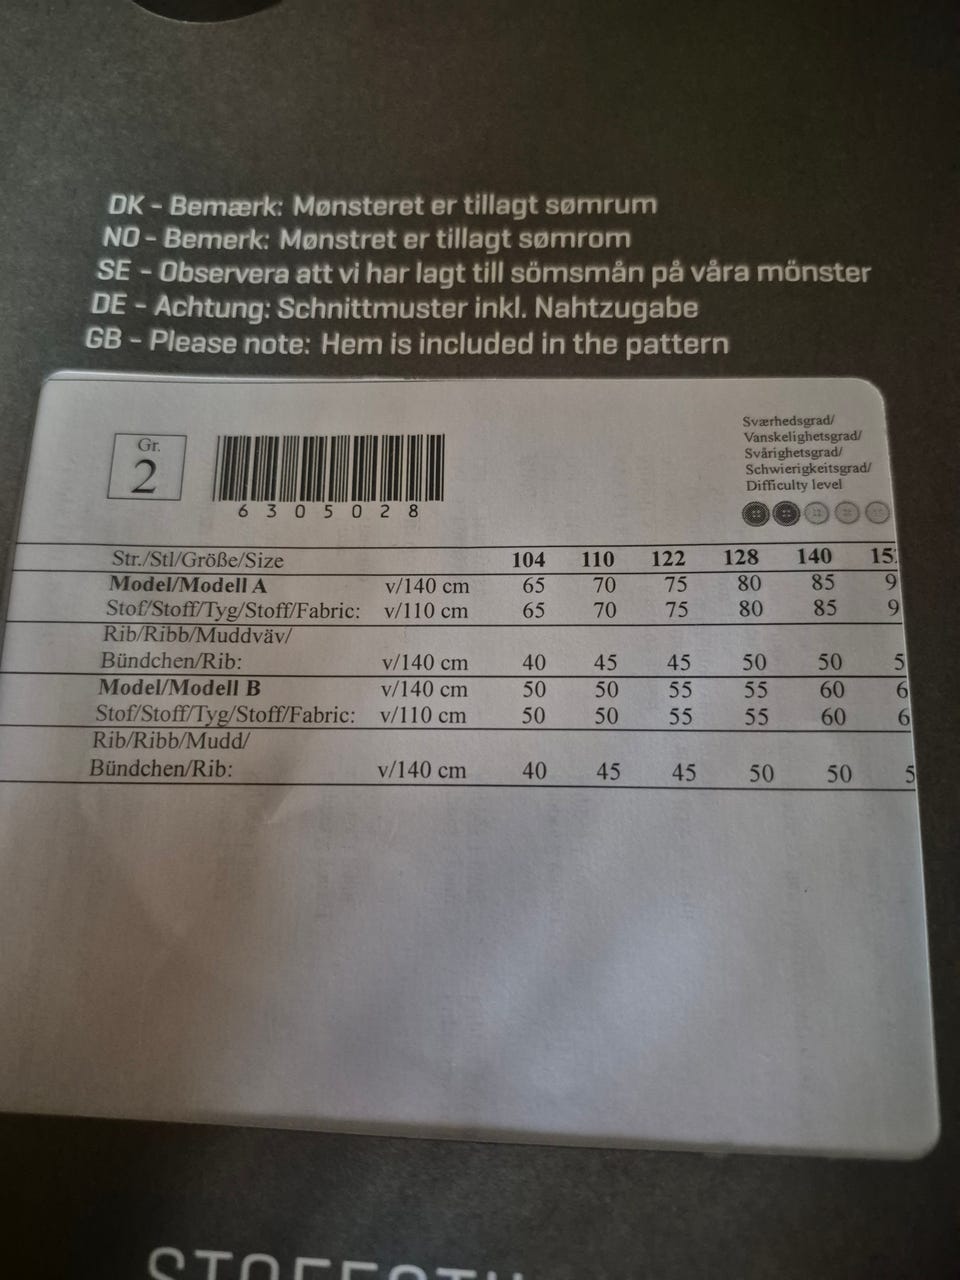 DK - Bemærk: Mønsteret er tillagt sømrum
NO - Bemerk: Mønstret er tillagt sømrom
SE - Observera att vi har lagt till sömsmån på våra mönster
DE - Achtung: Schnittmuster inkl. Nahtzugabe
GB - Please note: Hem is included in the pattern
Gr.
2
6305028
Sværhedsgrad/
Vanskelighetsgrad/
Svårighetsgrad/
Schwierigkeitsgrad/
Difficulty level
Str./Stl/Größe/Size 104 110 122 128 140
Model/Modell A v/140 cm 65 70 75 80 85
Stof/Stoff/Tyg/Stoff/Fabric: v/110 cm 65 70 75 80 85
Rib/Ribb/Muddväv/
Bündchen/Rib: v/140 cm 40 45 45 50 50
Model/Modell B v/140 cm 50 50 55 55 60
Stof/Stoff/Tyg/Stoff/Fabric: v/110 cm 50 50 55 55 60
Rib/Ribb/Mudd/
Bündchen/Rib: v/140 cm 40 45 45 50 50